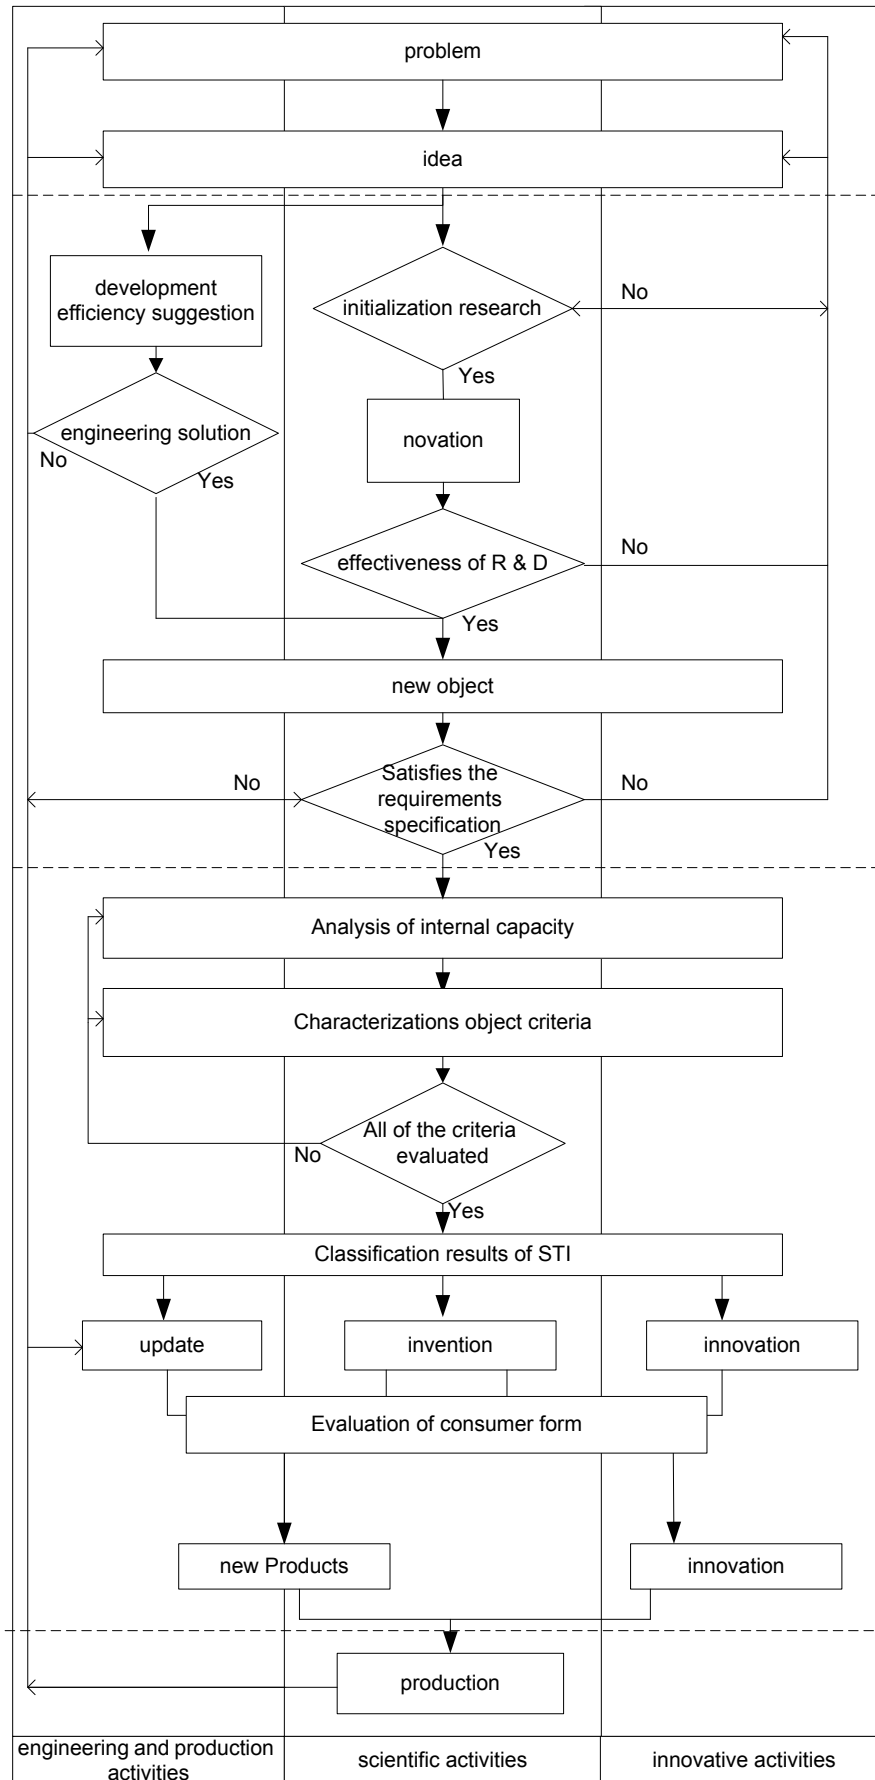 problem
idea
development
efficiency suggestion
initialization research
No
Yes
engineering solution
No
Yes
novation
effectiveness of R & D
No
Yes
new object
No
Satisfies the
requirements
specification
No
Yes
Analysis of internal capacity
Characterizations object criteria
All of the criteria
evaluated
No
Yes
Classification results of STI
update
invention
innovation
Evaluation of consumer form
new Products
innovation
production
engineering and production
activities
scientific activities
innovative activities